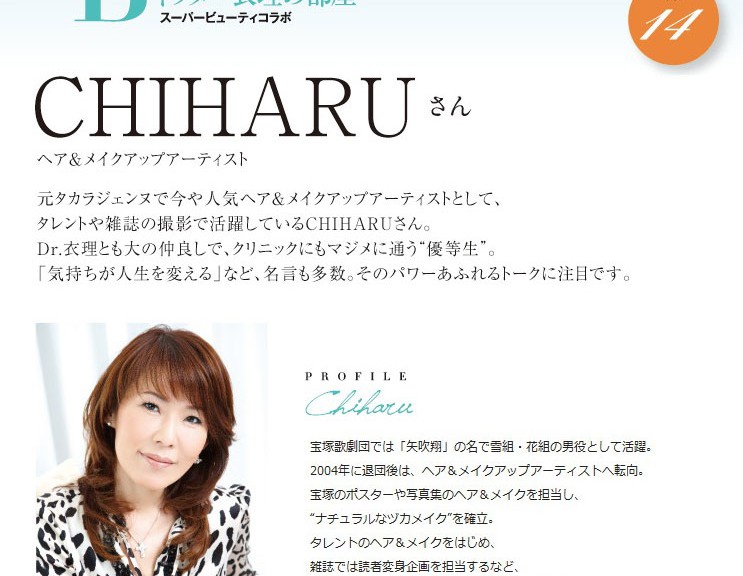 スーパービューティコラボ
14
CHIHARU さん
ヘア&メイクアップアーティスト
元タカラジェンヌで今や人気ヘア&メイクアップアーティストとして、
タレントや雑誌の撮影で活躍しているCHIHARUさん。
Dr.衣理とも大の仲良しで、クリニックにもマジメに通う“優等生”。
「気持ちが人生を変える」など、名言も多数。そのパワーあふれるトークに注目です。
PROFILE
Chiharu
宝塚歌劇団では「矢吹翔」の名で雪組・花組の男役として活躍。
2004年に退団後は、ヘア&メイクアップアーティストへ転向。
宝塚のポスターや写真集のヘア&メイクを担当し、
“ナチュラルなヅカメイク”を確立。
タレントのヘア&メイクをはじめ、
雑誌では読者変身企画を担当するなど、